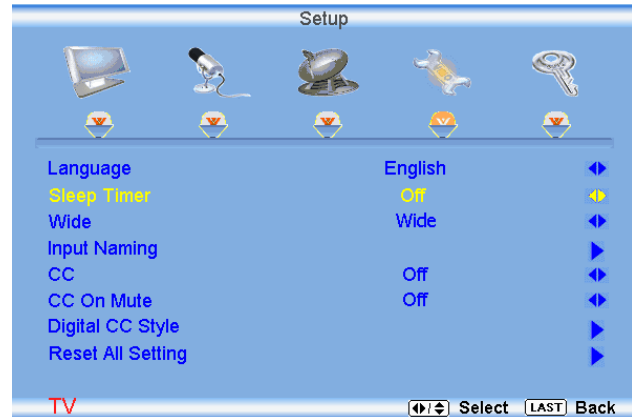 Setup
Language English
Sleep Timer Off
Wide Wide
Input Naming
CC Off
CC On Mute Off
Digital CC Style
Reset All Setting
TV Select LAST Back